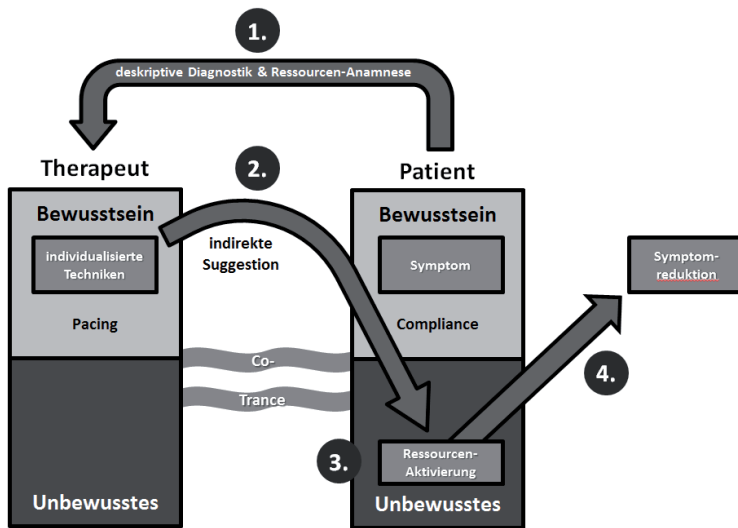 1.
deskriptive Diagnostik & Ressourcen-Anamnese
Therapeut
2.
Patient
Bewusstsein
individualisierte
Techniken
Pacing
indirekte
Suggestion
Bewusstsein
Symptom
Compliance
Symptom-
reduktion
Co-
Trance
4.
3.
Ressourcen-
Aktivierung
Unbewusstes
Unbewusstes